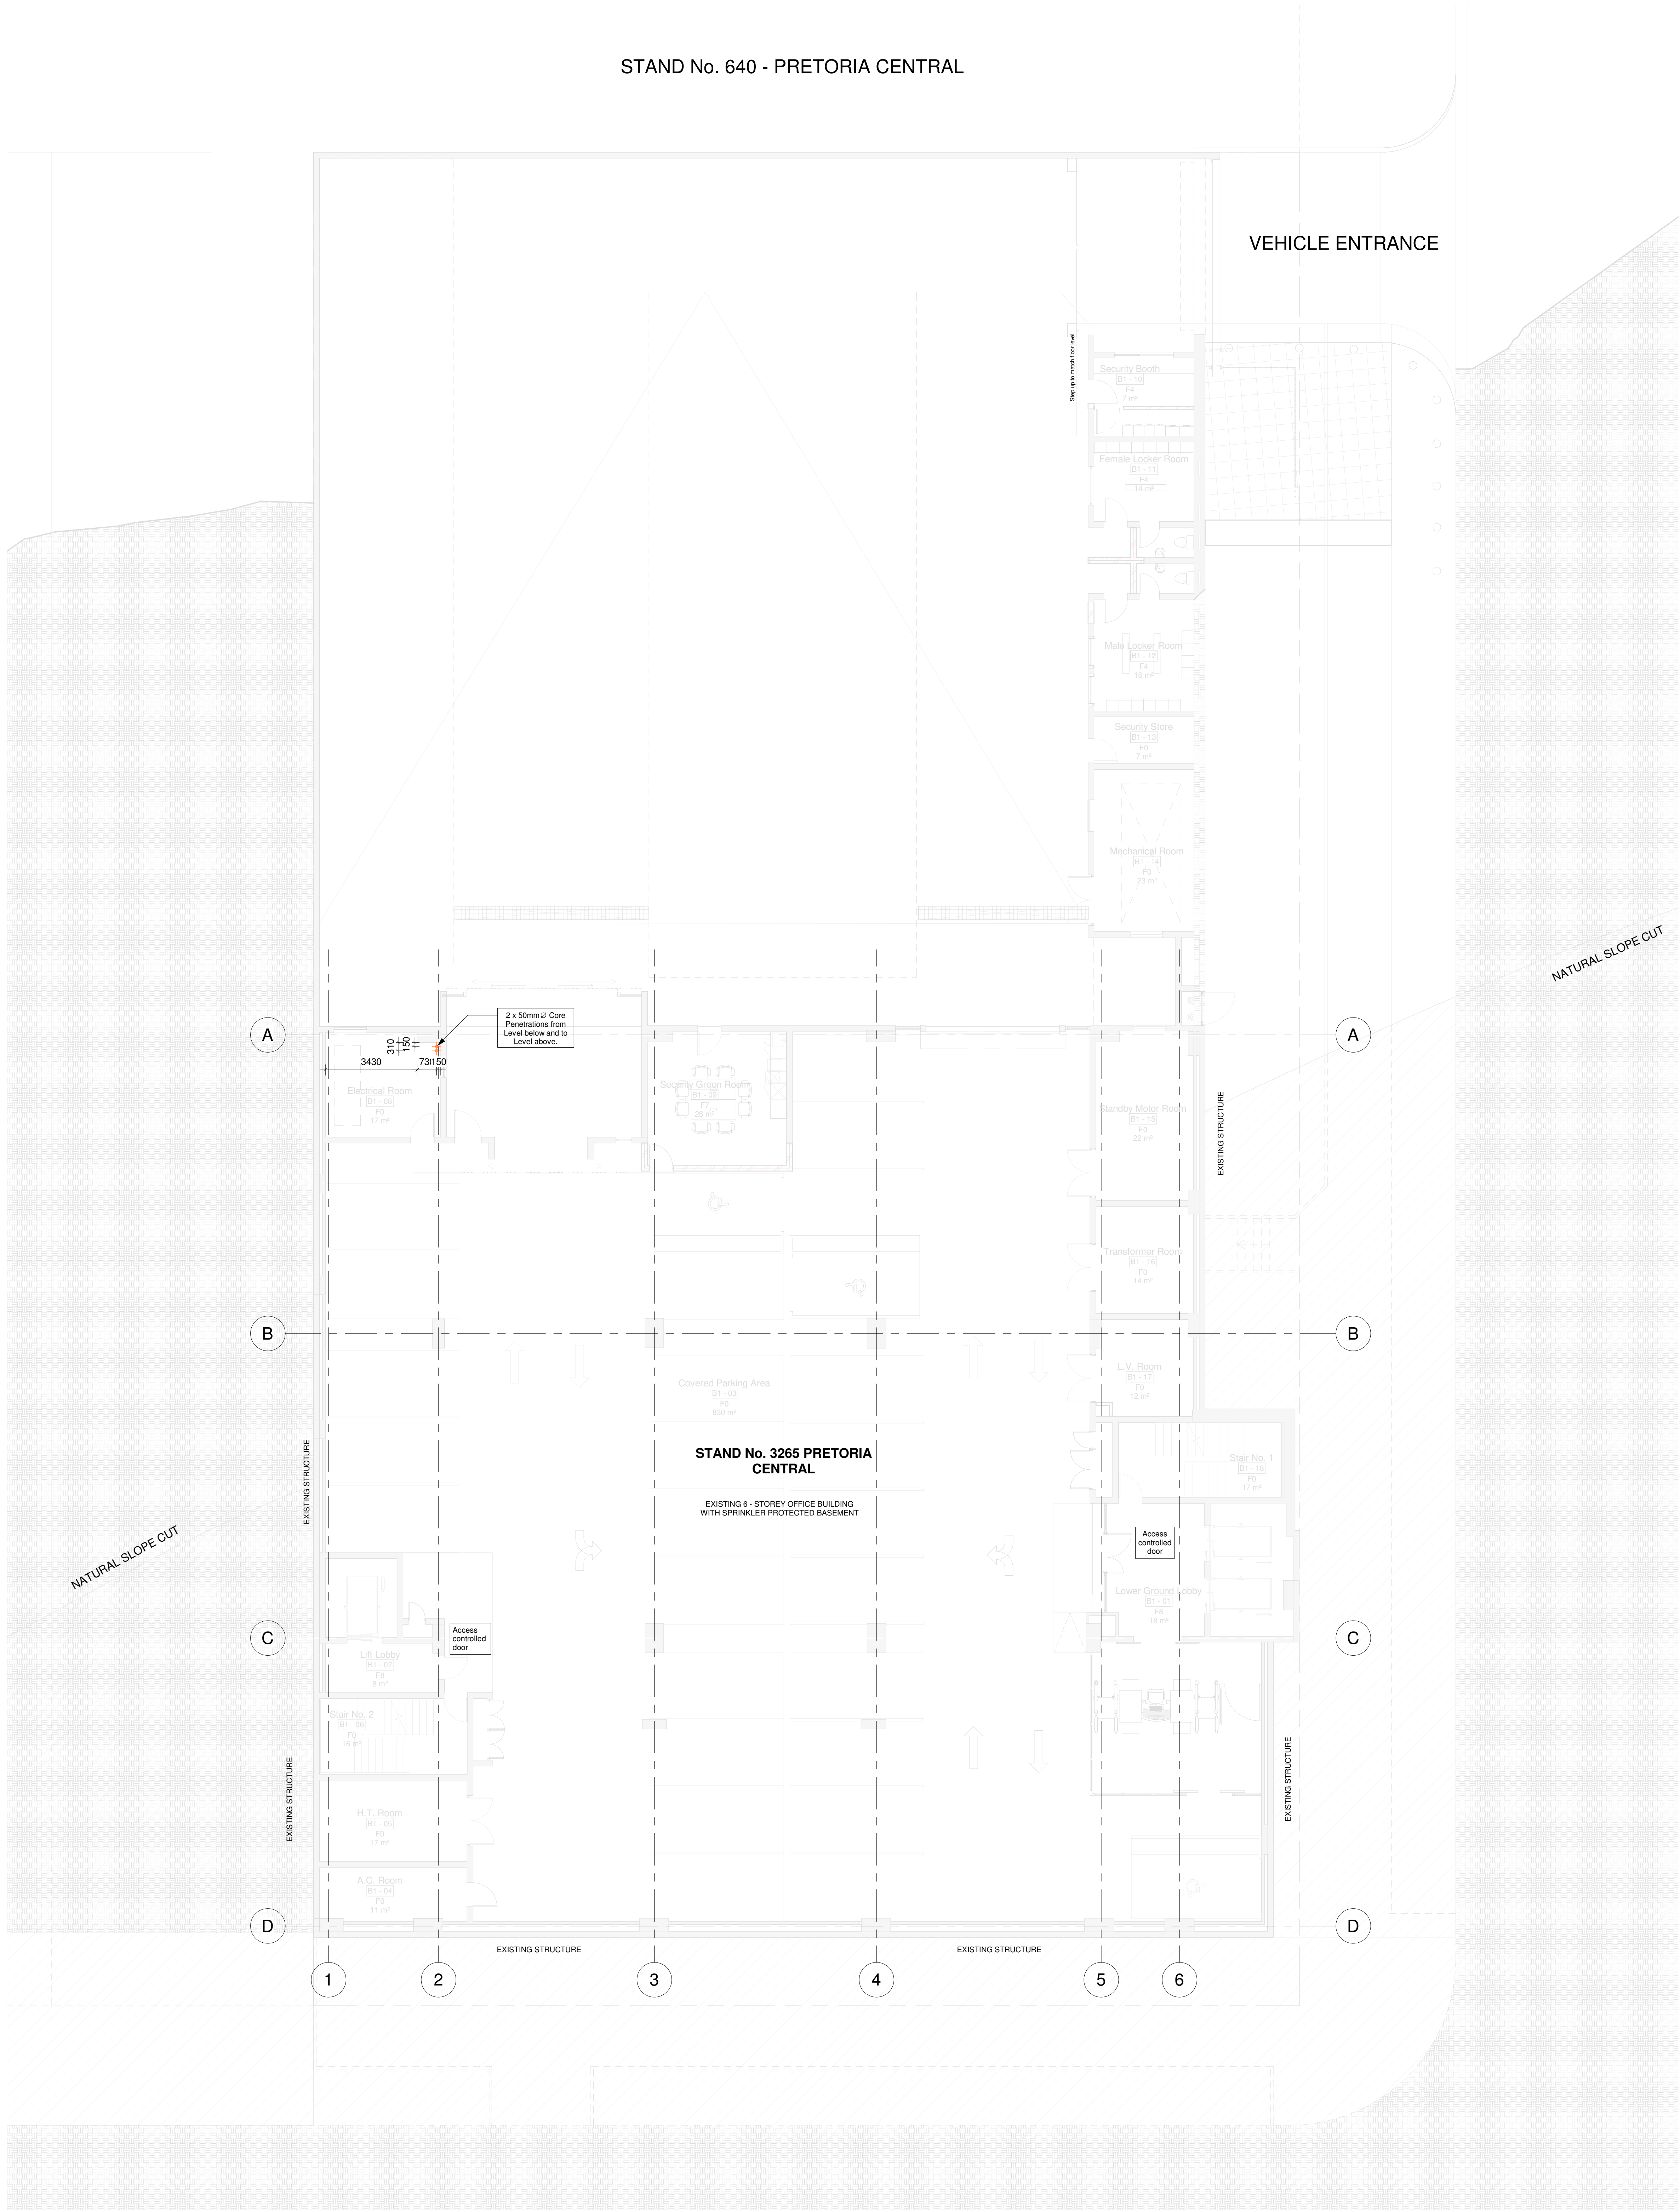 STAND No. 640 - PRETORIA CENTRAL
VEHICLE ENTRANCE
Step up to match floor level
Security Booth
B1 - 10
F4
7 m²
Female Locker Room
B1 - 11
F4
14 m²
Male Locker Room
B1 - 12
F4
16 m²
Security Store
B1 - 13
F0
7 m²
Mechanical Room
B1 - 14
F0
23 m²
NATURAL SLOPE CUT
A
2 x 50mm∅ Core
Penetrations from
Level below and to
Level above.
A
310
150
3430
150
Electrical Room
B1 - 08
F0
17 m²
Security Green Room
B1 - 09
F7
26 m²
Standby Motor Room
B1 - 15
F0
22 m²
EXISTING STRUCTURE
Transformer Room
B1 - 16
F0
14 m²
B
B
L.V. Room
B1 - 17
F0
12 m²
Covered Parking Area
B1 - 03
F0
830 m²
STAND No. 3265 PRETORIA
CENTRAL
EXISTING STRUCTURE
Stair No. 1
B1 - 18
F0
17 m²
EXISTING 6 - STOREY OFFICE BUILDING
WITH SPRINKLER PROTECTED BASEMENT
NATURAL SLOPE CUT
Access
controlled
door
Lower Ground Lobby
B1 - 01
F8
18 m²
C
Access
controlled
door
C
Lift Lobby
B1 - 07
F8
8 m²
Stair No. 2
B1 - 06
F0
16 m²
EXISTING STRUCTURE
EXISTING STRUCTURE
H.T. Room
B1 - 05
F0
17 m²
A.C. Room
B1 - 04
F0
11 m²
D
D
EXISTING STRUCTURE
EXISTING STRUCTURE
1
2
3
4
5
6